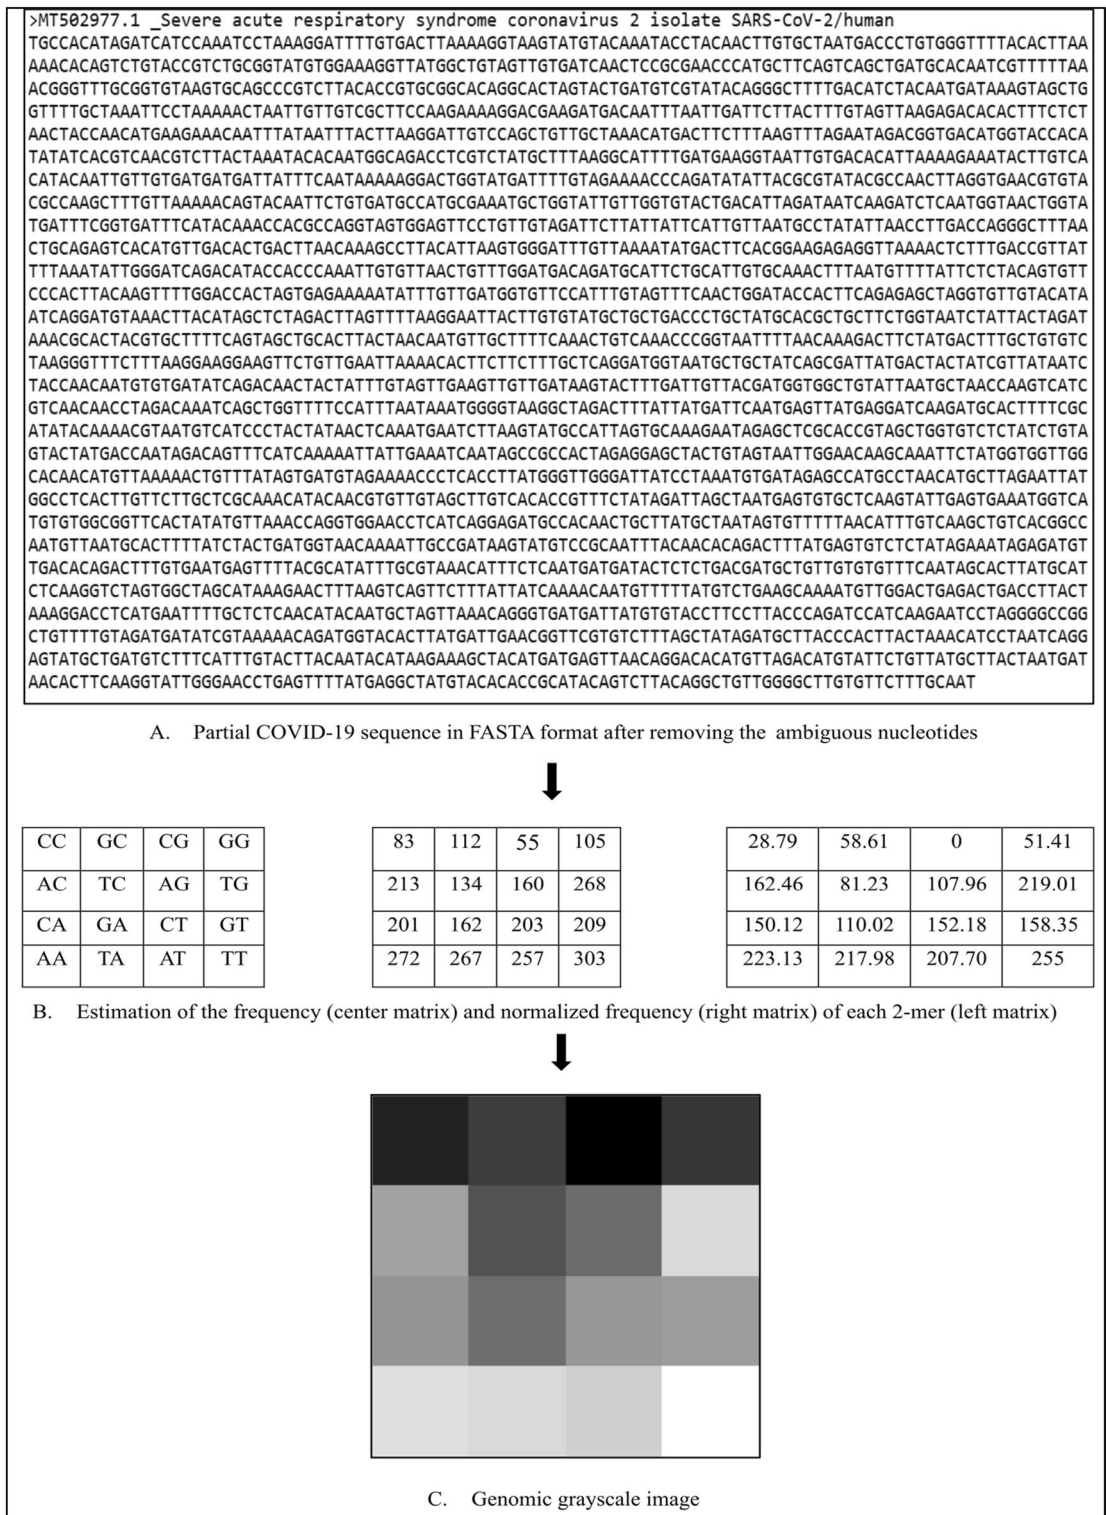 >MT502977.1 _Severe acute respiratory syndrome coronavirus 2 isolate SARS-CoV-2/human
TGCCACATAGATCATCCAAATCCTAAAGGATTTTGTGACTTAAAAGGTAAGTATGTACAAATACCTACAACTTGTGCTAATGACCCTGTGGGTTTTACACTTAA
AAACACAGTCTGTACCGTCTGCGGTATGTGGAAAGGTTATGGCTGTAGTTGTGATCAACTCCGCGAACCCATGCTTCAGTCAGCTGATGCACAATCGTTTTTAA
ACGGGTTTGCGGTGTAAGTGCAGCCCGTCTTACACCGTGCGGCACAGGCACTAGTACTGATGTCGTATACAGGGCTTTTGACATCTACAATGATAAAGTAGCTG
GTTTTGCTAAATTCCTAAAAACTAATTGTTGTCGCTTCCAAGAAAAGGACGAAGATGACAATTTAATTGATTCTTACTTTGTAGTTAAGAGACACACTTTCTCT
AACTACCAACATGAAGAAACAATTTATAATTTACTTAAGGATTGTCCAGCTGTTGCTAAACATGACTTCTTTAAGTTTAGAATAGACGGTGACATGGTACCACA
TATATCACGTCAACGTCTTACTAAATACACAATGGCAGACCTCGTCTATGCTTTAAGGCATTTTGATGAAGGTAATTGTGACACATTAAAAGAAATACTTGTCA
CATACAATTGTTGTGATGATGATTATTTCAATAAAAAGGACTGGTATGATTTTGTAGAAAACCCAGATATATTACGCGTATACGCCAACTTAGGTGAACGTGTA
CGCCAAGCTTTGTTAAAAACAGTACAATTCTGTGATGCCATGCGAAATGCTGGTATTGTTGGTGTACTGACATTAGATAATCAAGATCTCAATGGTAACTGGTA
TGATTTCGGTGATTTCATACAAACCACGCCAGGTAGTGGAGTTCCTGTTGTAGATTCTTATTATTCATTGTTAATGCCTATATTAACCTTGACCAGGGCTTTAA
CTGCAGAGTCACATGTTGACACTGACTTAACAAAGCCTTACATTAAGTGGGATTTGTTAAAATATGACTTCACGGAAGAGAGGTTAAAACTCTTTGACCGTTAT
TTTAAATATTGGGATCAGACATACCACCCAAATTGTGTTAACTGTTTGGATGACAGATGCATTCTGCATTGTGCAAACTTTAATGTTTTATTCTCTACAGTGTT
CCCACTTACAAGTTTTGGACCACTAGTGAGAAAAATATTTGTTGATGGTGTTCCATTTGTAGTTTCAACTGGATACCACTTCAGAGAGCTAGGTGTTGTACATA
ATCAGGATGTAAACTTACATAGCTCTAGACTTAGTTTTAAGGAATTACTTGTGTATGCTGCTGACCCTGCTATGCACGCTGCTTCTGGTAATCTATTACTAGAT
AAACGCACTACGTGCTTTTCAGTAGCTGCACTTACTAACAATGTTGCTTTTCAAACTGTCAAACCCGGTAATTTTAACAAAGACTTCTATGACTTTGCTGTGTC
TAAGGGTTTCTTTAAGGAAGGAAGTTCTGTTGAATTAAAACACTTCTTCTTTGCTCAGGATGGTAATGCTGCTATCAGCGATTATGACTACTATCGTTATAATC
TACCAACAATGTGTGATATCAGACAACTACTATTTGTAGTTGAAGTTGTTGATAAGTACTTTGATTGTTACGATGGTGGCTGTATTAATGCTAACCAAGTCATC
GTCAACAACCTAGACAAATCAGCTGGTTTTCCATTTAATAAATGGGGTAAGGCTAGACTTTATTATGATTCAATGAGTTATGAGGATCAAGATGCACTTTTCGC
ATATACAAAACGTAATGTCATCCCTACTATAACTCAAATGAATCTTAAGTATGCCATTAGTGCAAAGAATAGAGCTCGCACCGTAGCTGGTGTCTCTATCTGTA
GTACTATGACCAATAGACAGTTTCATCAAAAATTATTGAAATCAATAGCCGCCACTAGAGGAGCTACTGTAGTAATTGGAACAAGCAAATTCTATGGTGGTTGG
CACAACATGTTAAAAACTGTTTATAGTGATGTAGAAAACCCTCACCTTATGGGTTGGGATTATCCTAAATGTGATAGAGCCATGCCTAACATGCTTAGAATTAT
GGCCTCACTTGTTCTTGCTCGCAAACATACAACGTGTTGTAGCTTGTCACACCGTTTCTATAGATTAGCTAATGAGTGTGCTCAAGTATTGAGTGAAATGGTCA
TGTGTGGCGGTTCACTATATGTTAAACCAGGTGGAACCTCATCAGGAGATGCCACAACTGCTTATGCTAATAGTGTTTTTAACATTTGTCAAGCTGTCACGGCC
AATGTTAATGCACTTTTATCTACTGATGGTAACAAAATTGCCGATAAGTATGTCCGCAATTTACAACACAGACTTTATGAGTGTCTCTATAGAAATAGAGATGT
TGACACAGACTTTGTGAATGAGTTTTACGCATATTTGCGTAAACATTTCTCAATGATGATACTCTCTGACGATGCTGTTGTGTGTTTCAATAGCACTTATGCAT
CTCAAGGTCTAGTGGCTAGCATAAAGAACTTTAAGTCAGTTCTTTATTATCAAAACAATGTTTTTATGTCTGAAGCAAAATGTTGGACTGAGACTGACCTTACT
AAAGGACCTCATGAATTTTGCTCTCAACATACAATGCTAGTTAAACAGGGTGATGATTATGTGTACCTTCCTTACCCAGATCCATCAAGAATCCTAGGGGCCGG
CTGTTTTGTAGATGATATCGTAAAAACAGATGGTACACTTATGATTGAACGGTTCGTGTCTTTAGCTATAGATGCTTACCCACTTACTAAACATCCTAATCAGG
AGTATGCTGATGTCTTTCATTTGTACTTACAATACATAAGAAAGCTACATGATGAGTTAACAGGACACATGTTAGACATGTATTCTGTTATGCTTACTAATGAT
AACACTTCAAGGTATTGGGAACCTGAGTTTTATGAGGCTATGTACACACCGCATACAGTCTTACAGGCTGTTGGGGCTTGTGTTCTTTGCAAT
A. Partial COVID-19 sequence in FASTA format after removing the ambiguous nucleotides
CC GC CG GG 83 112 55 105 28.79 58.61 0 51.41
AC TC AG TG 213 134 160 268 162.46 81.23 107.96 219.01
CA GA CT GT 201 162 203 209 150.12 110.02 152.18 158.35
AA TA AT TT 272 267 257 303 223.13 217.98 207.70 255
B. Estimation of the frequency (center matrix) and normalized frequency (right matrix) of each 2-mer (left matrix)
C. Genomic grayscale image